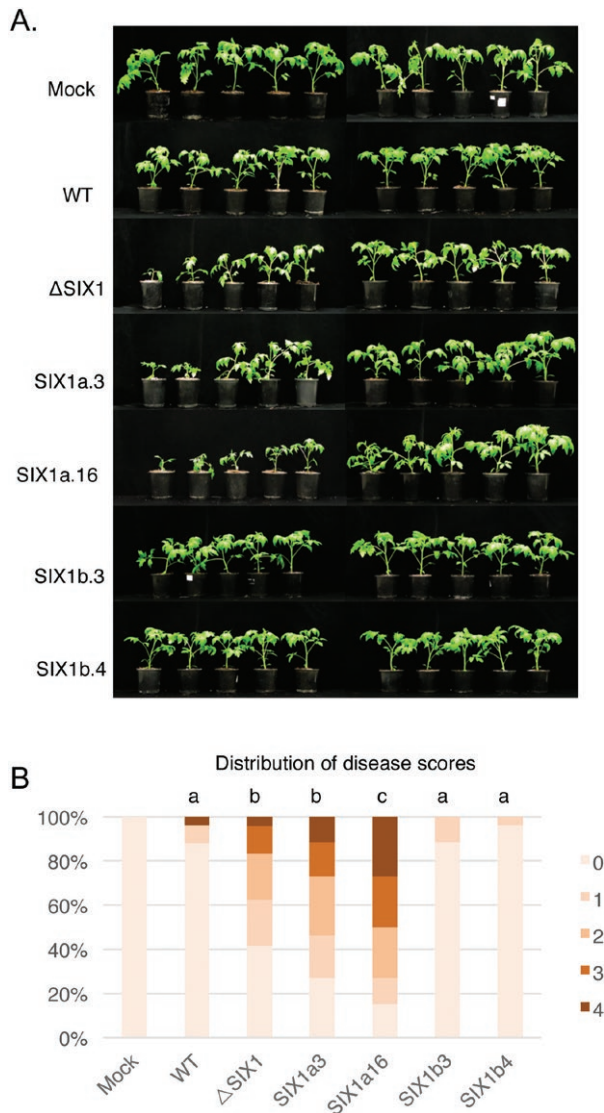 A.
Mock
WT
ΔSIX1
SIX1a.3
SIX1a.16
SIX1b.3
SIX1b.4
B
Distribution of disease scores
a b b c a a
100%
80%
60%
40%
20%
0%
Mock
WT
△SIX1
SIX1a3
SIX1a16
SIX1b3
SIX1b4
0
1
2
3
4